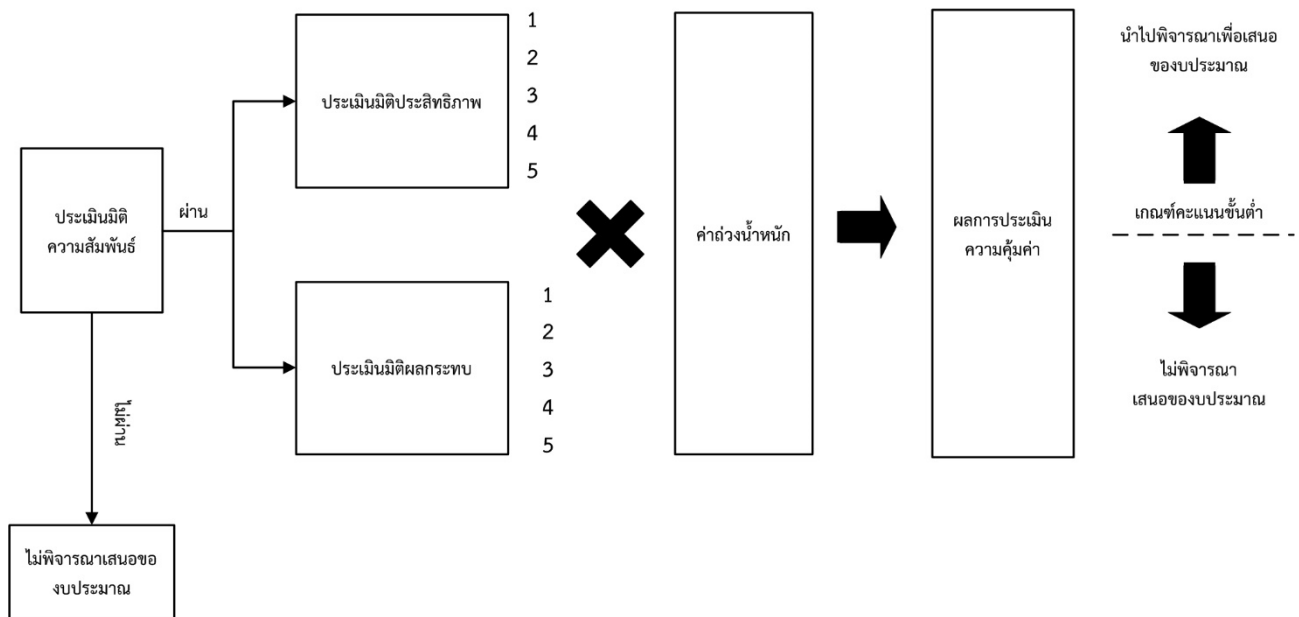 ประเมินมิติ
ความสัมพันธ์
ผ่าน
ไม่ผ่าน
ไม่พิจารณาเสนอขอ
งบประมาณ
ประเมินมิติประสิทธิภาพ
1
2
3
4
5
ประเมินมิติผลกระทบ
1
2
3
4
5
ค่าถ่วงน้ำหนัก
ผลการประเมิน
ความคุ้มค่า
นำไปพิจารณาเพื่อเสนอ
ของบประมาณ
เกณฑ์คะแนนขั้นต่ำ
ไม่พิจารณา
เสนอของบประมาณ